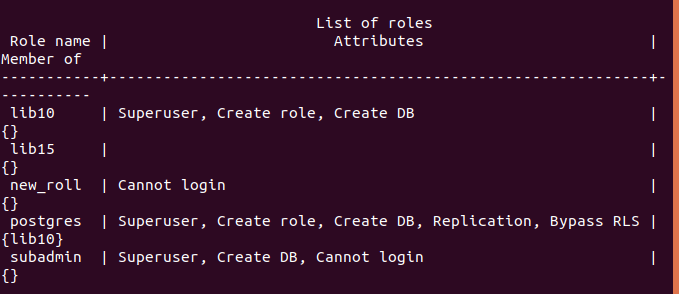 List of roles
Role name | Attributes |
Member of
-----------+------------------------------------------------------------+-
----------
lib10 | Superuser, Create role, Create DB |
{}
lib15 | |
{}
new_roll | Cannot login |
{}
postgres | Superuser, Create role, Create DB, Replication, Bypass RLS |
{lib10}
subadmin | Superuser, Create DB, Cannot login |
{}